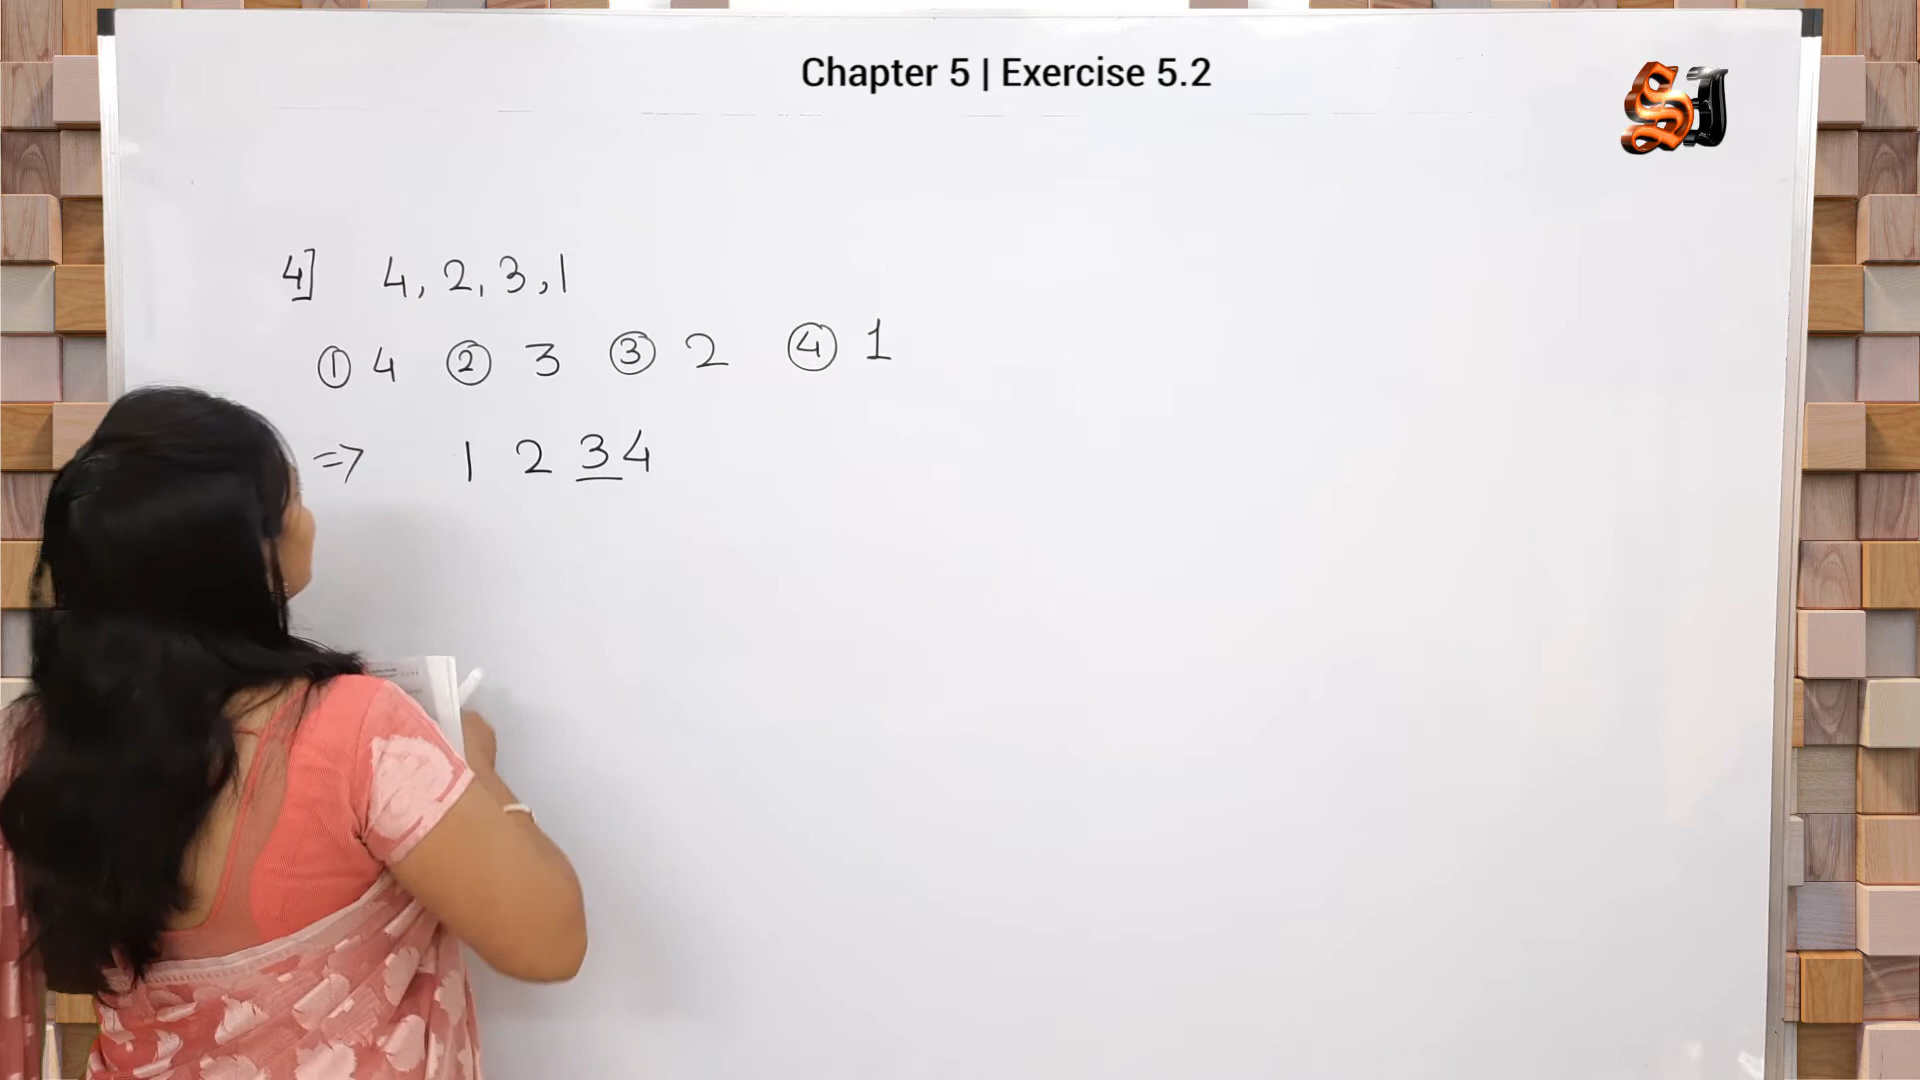 Chapter 5 | Exercise 5.2
SJ
4] 4, 2, 3, 1
① 4 ② 3 ③ 2 ④ 1
⇒ 1 2 3 4